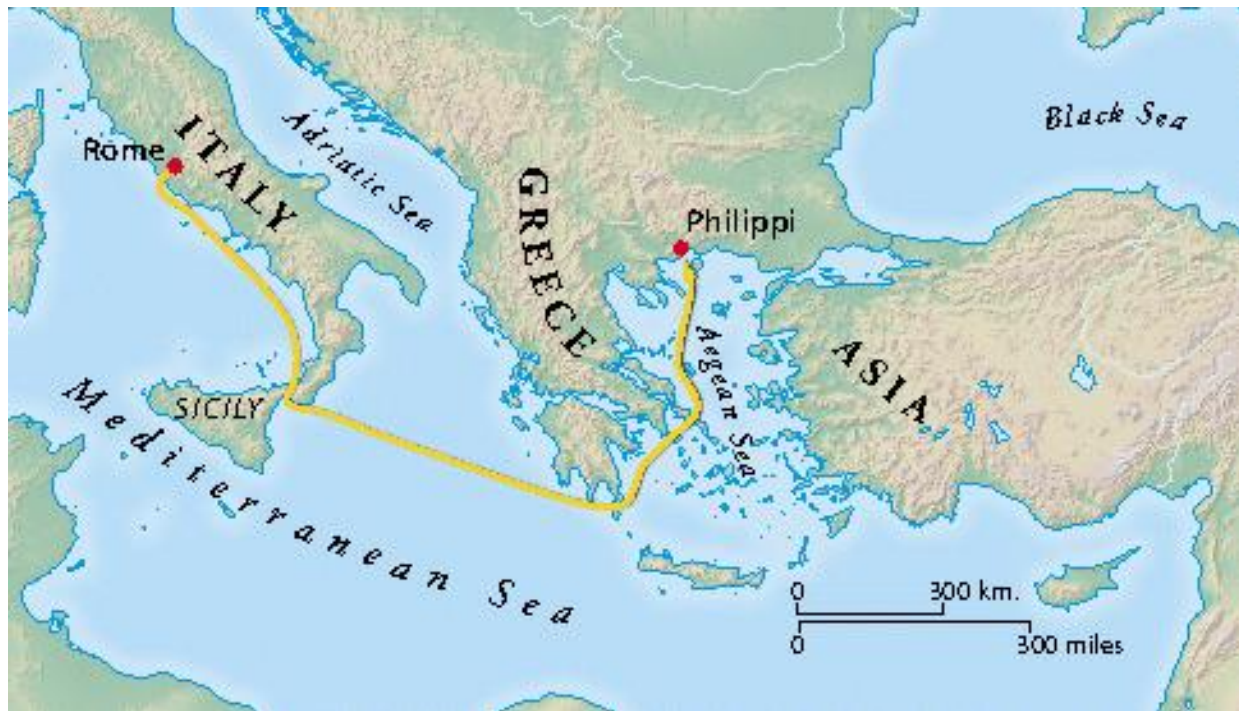 Black Sea
Adriatic Sea
Rome
ITALY
GREECE
Philippi
Aegean Sea
ASIA
SICILY
Mediterranean Sea
0 300 km.
0 300 miles